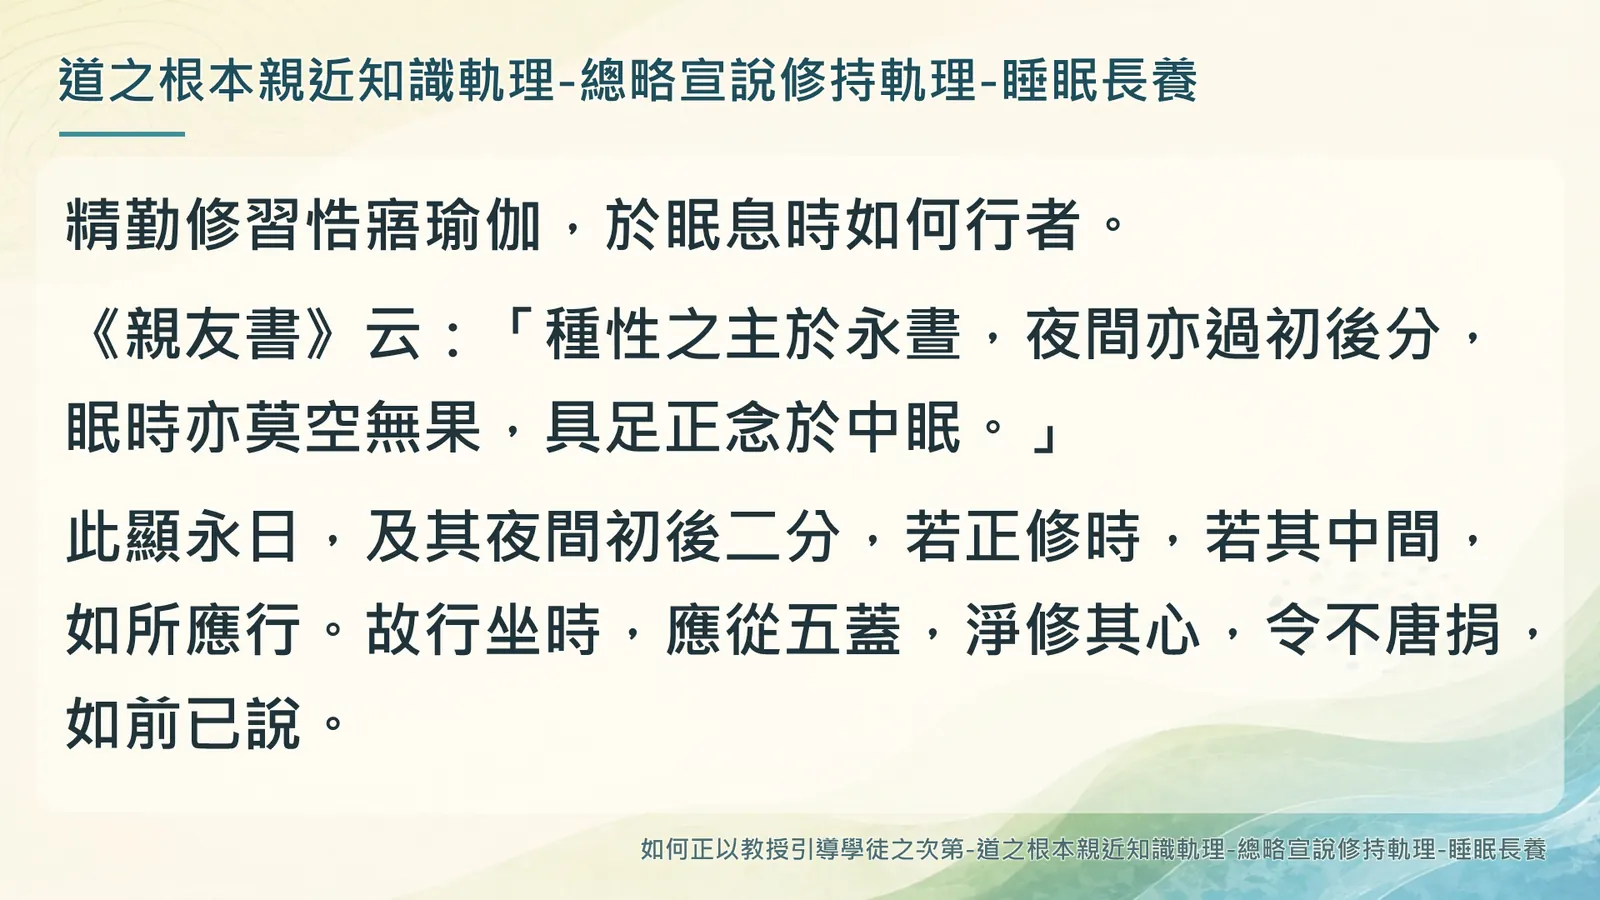 道之根本親近知識軌理-總略宣說修持軌理-睡眠長養
精勤修習悎寤瑜伽，於眠息時如何行者。
《親友書》云：「種性之主於永晝，夜間亦過初後分，
眠時亦莫空無果，具足正念於中眠。」
此顯永日，及其夜間初後二分，若正修時，若其中間，
如所應行。故行坐時，應從五蓋，淨修其心，令不唐捐，
如前已說。
如何正以教授引導學徒之次第-道之根本親近知識軌理-總略宣說修持軌理-睡眠長養